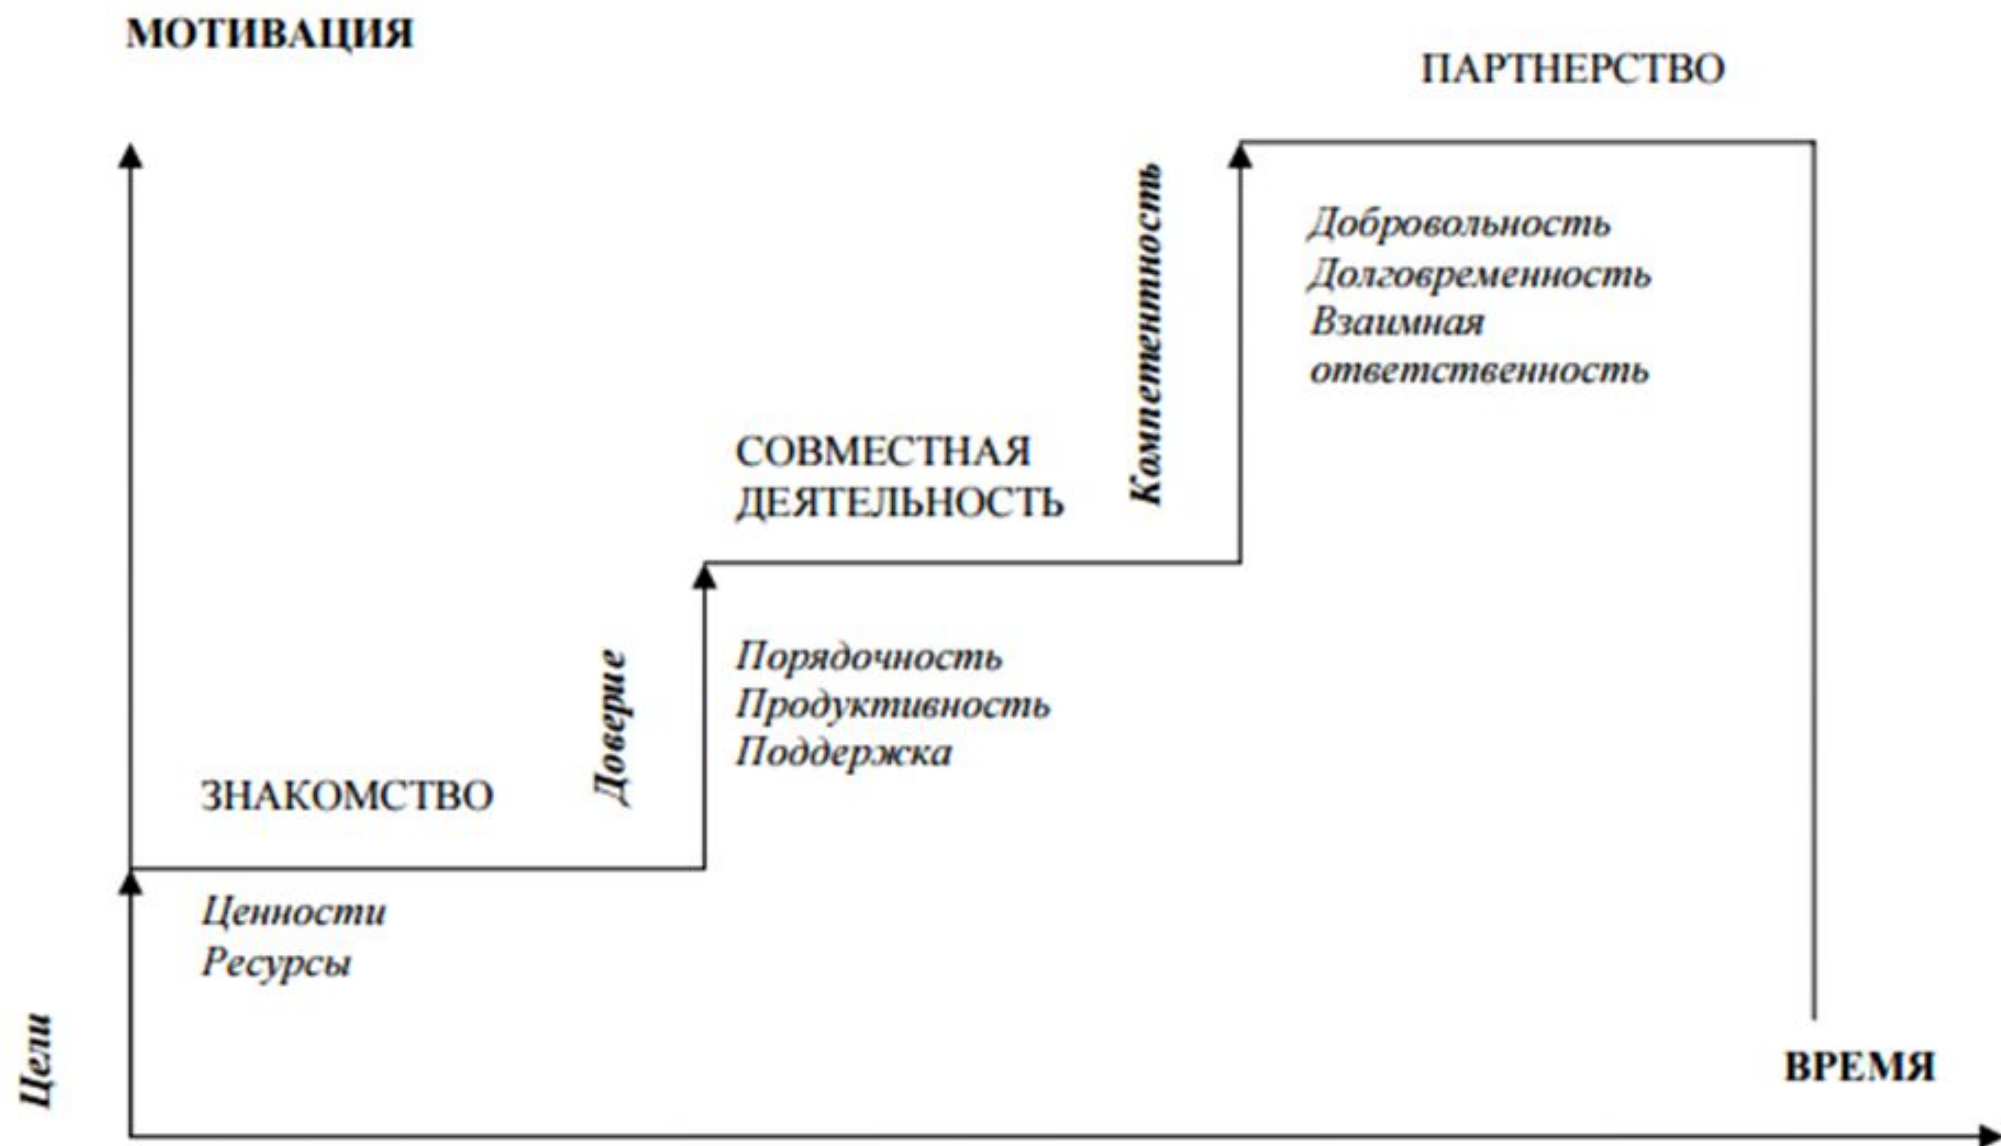 МОТИВАЦИЯ
ПАРТНЕРСТВО
Компетентность
Добровольность
Долговременность
Взаимная
ответственность
СОВМЕСТНАЯ
ДЕЯТЕЛЬНОСТЬ
Доверие
Порядочность
Продуктивность
Поддержка
ЗНАКОМСТВО
Ценности
Ресурсы
Цели
ВРЕМЯ